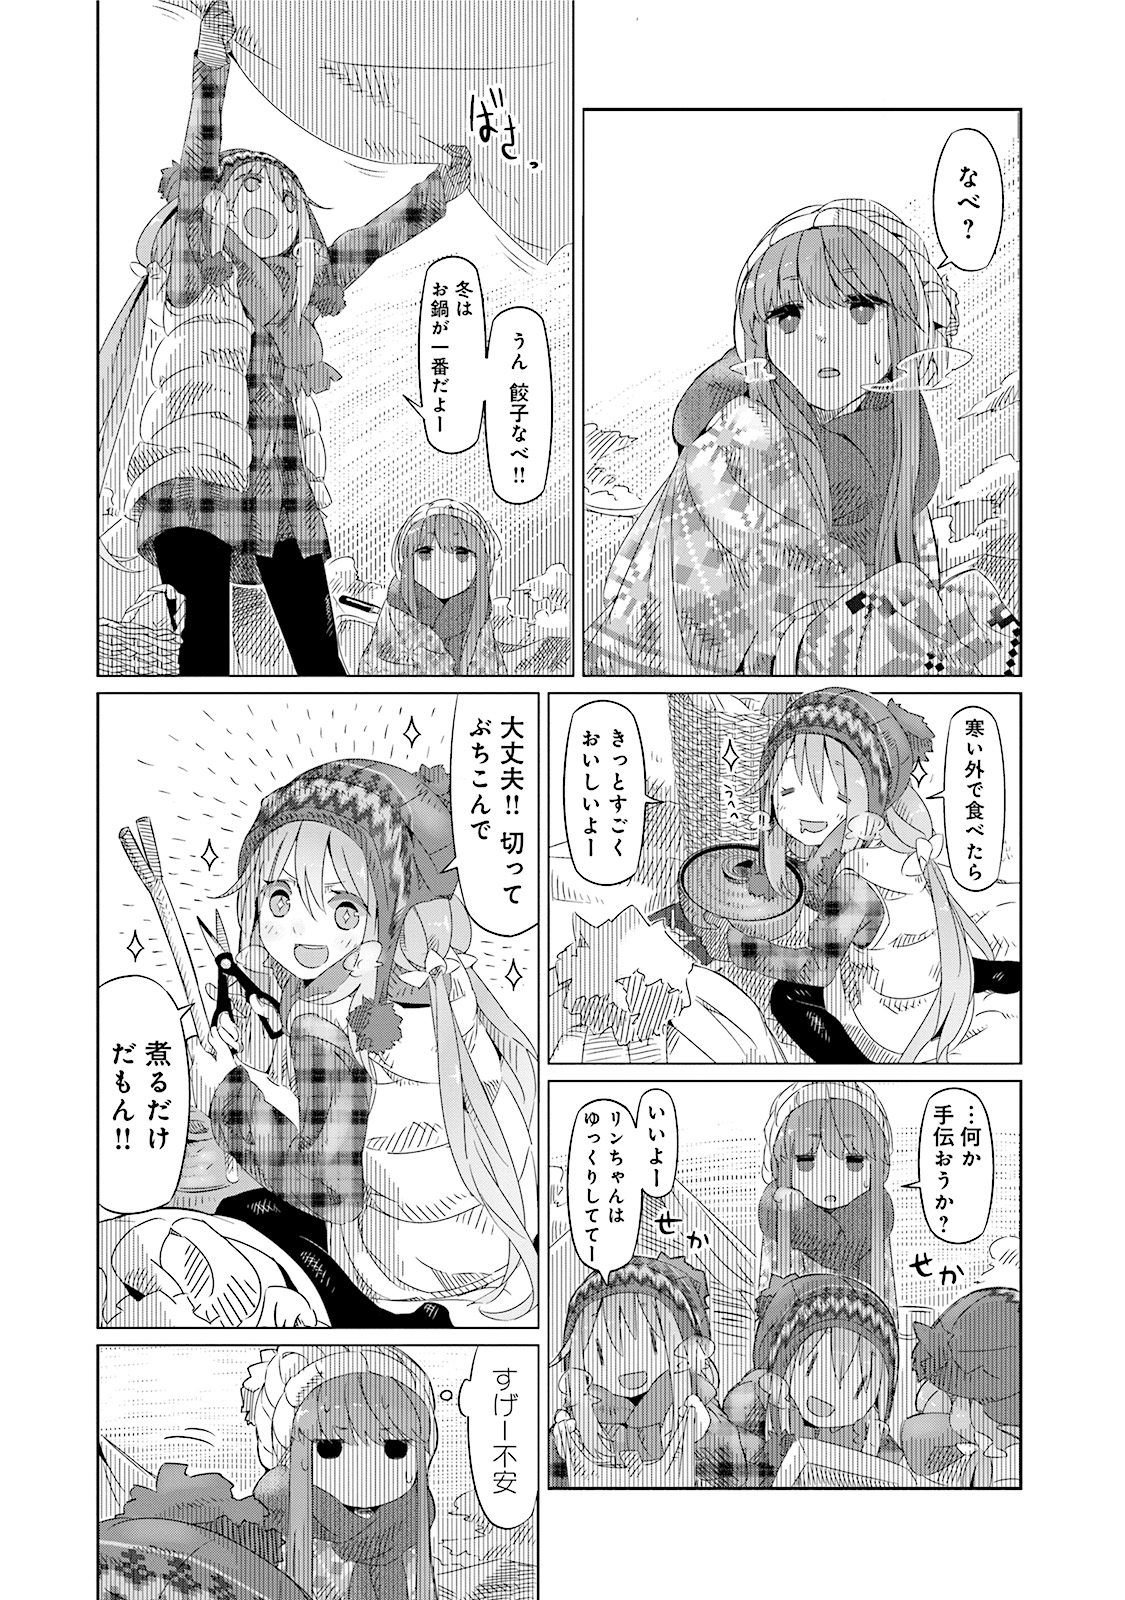 なべ？
ばさっ
うん 餃子なべ!!
冬は
お鍋が一番だよー
寒い外で食べたら
うへへ
きっとすごく
おいしいよー
…何か
手伝おうか？
せか
せか
いいよー
リンちゃんは
ゆっくりしててー
大丈夫!! 切って
ぶちこんで
煮るだけ
だもん!!
すげー不安